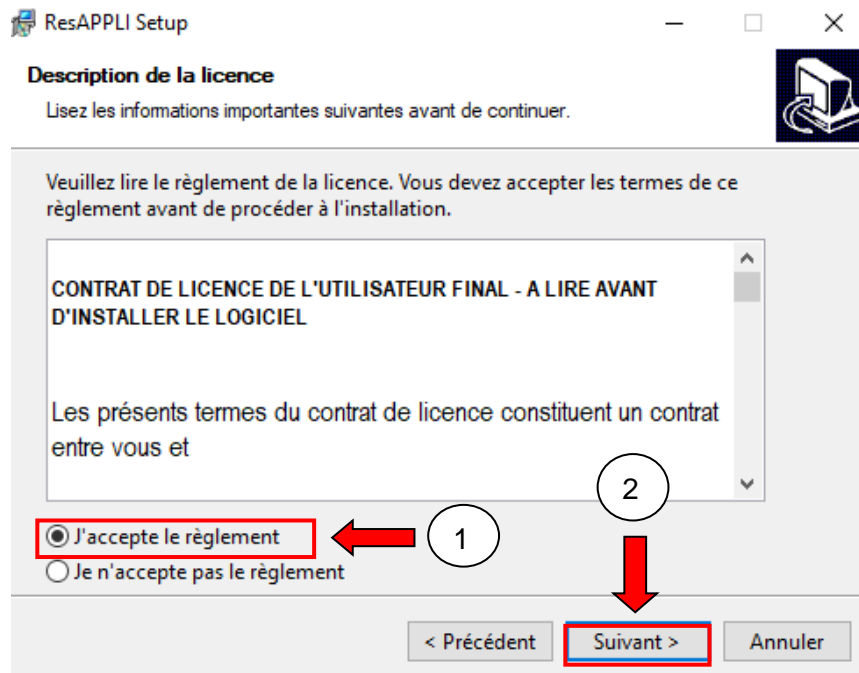 ResAPPLI Setup
Description de la licence
Lisez les informations importantes suivantes avant de continuer.
Veuillez lire le règlement de la licence. Vous devez accepter les termes de ce
règlement avant de procéder à l'installation.
CONTRAT DE LICENCE DE L'UTILISATEUR FINAL - A LIRE AVANT
D'INSTALLER LE LOGICIEL
Les présents termes du contrat de licence constituent un contrat
entre vous et
2
J'accepte le règlement
1
Je n'accepte pas le règlement
< Précédent Suivant > Annuler